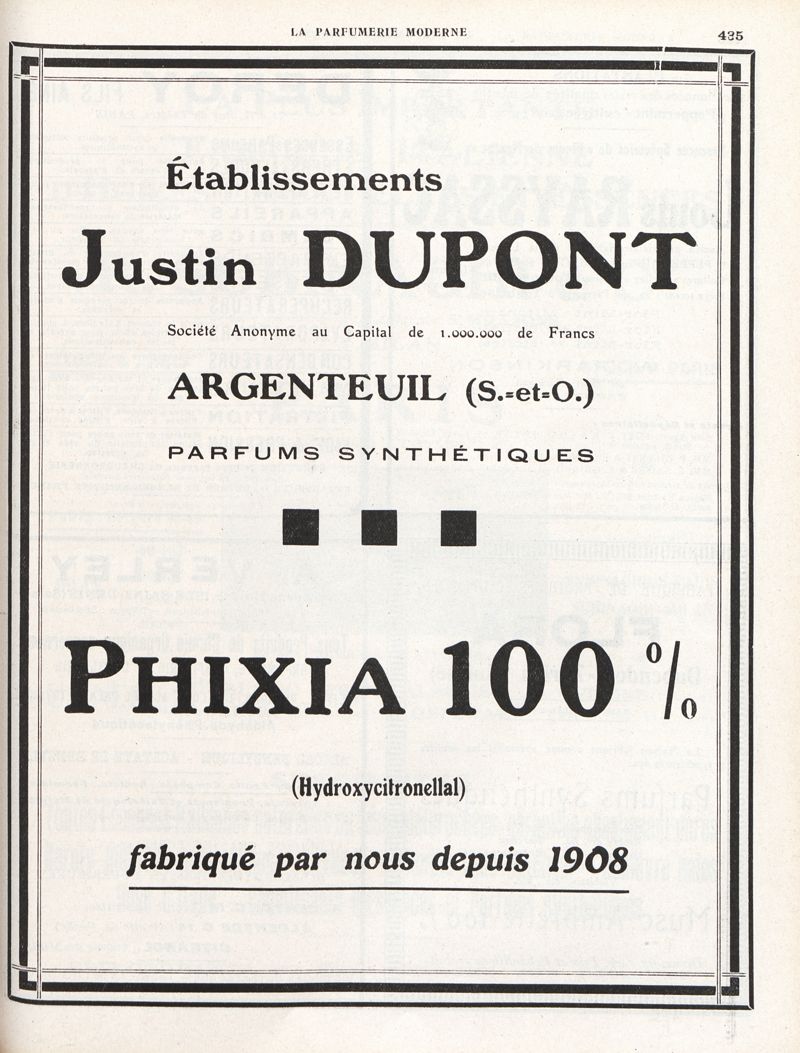 LA PARFUMERIE MODERNE
435
Établissements
Justin DUPONT
Société Anonyme au Capital de 1.000.000 de Francs
ARGENTEUIL (S.=et=O.)
PARFUMS SYNTHÉTIQUES
PHIXIA 100 %
(Hydroxycitronellal)
fabriqué par nous depuis 1908